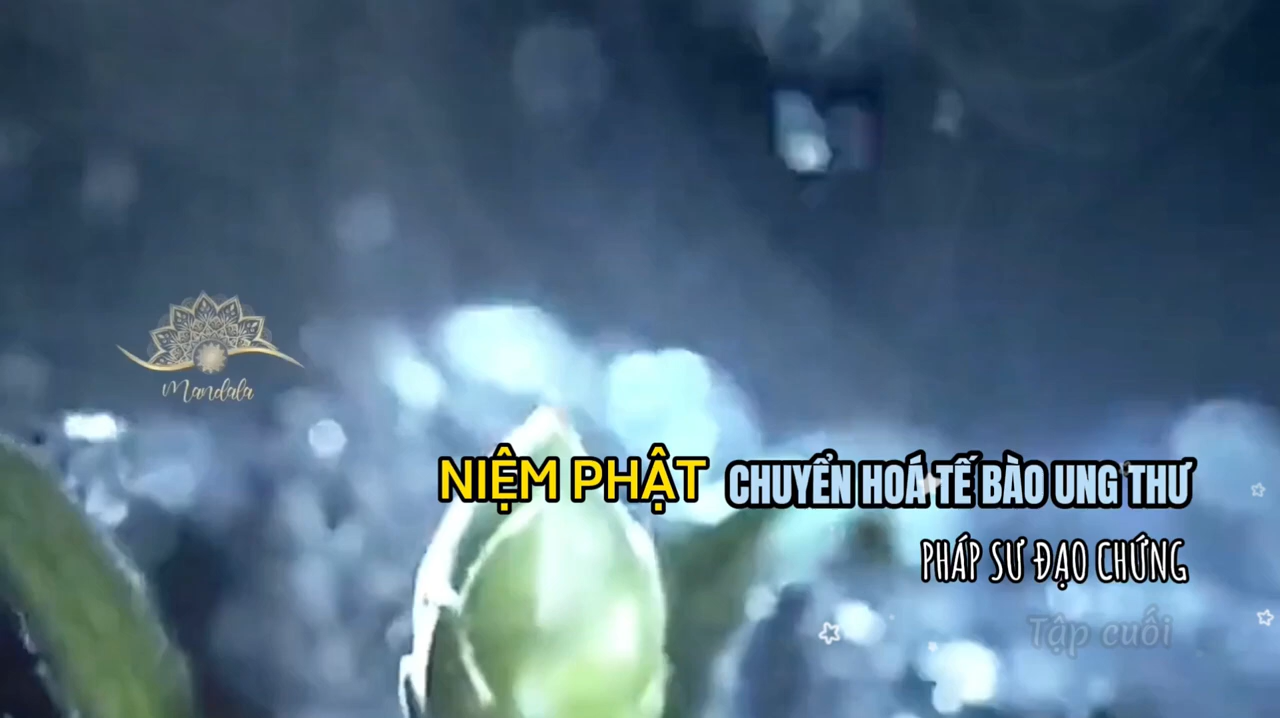 Mandala
NIỆM PHẬT CHUYỂN HOÁ TẾ BÀO UNG THƯ
PHÁP SƯ ĐẠO CHỨNG
Tập cuối